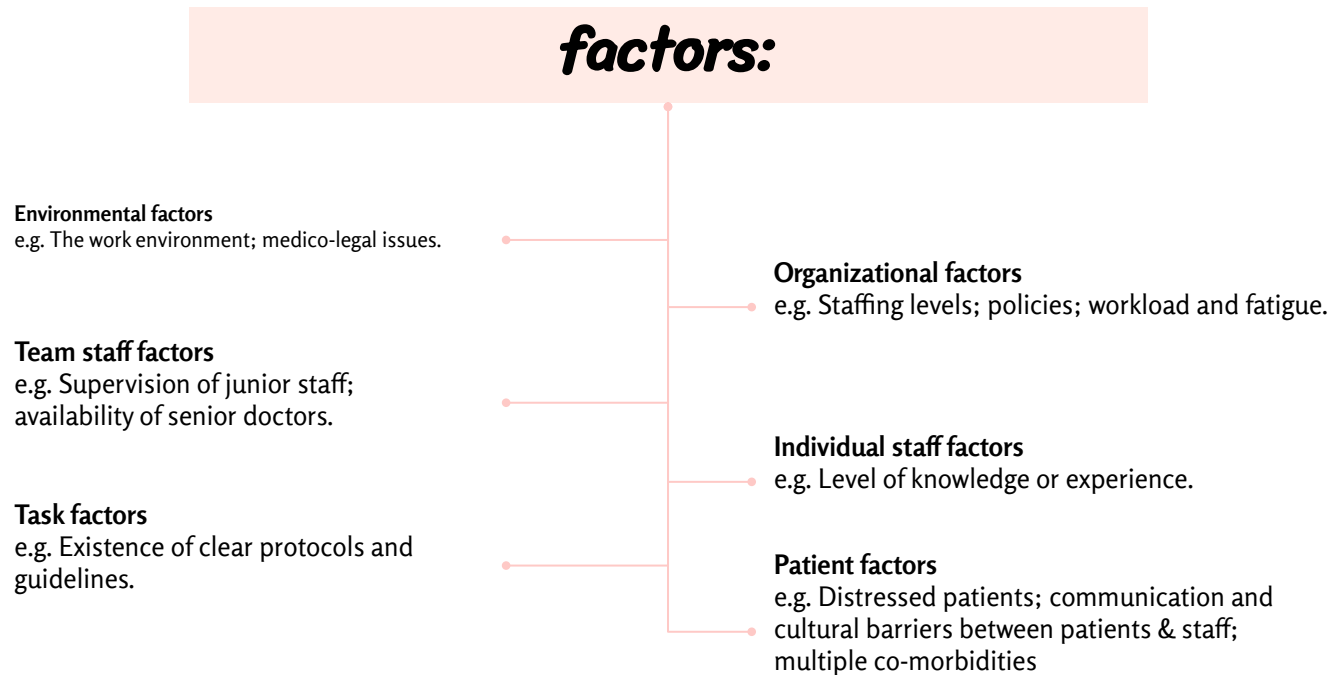 factors:
Environmental factors
e.g. The work environment; medico-legal issues.
Organizational factors
e.g. Staffing levels; policies; workload and fatigue.
Team staff factors
e.g. Supervision of junior staff;
availability of senior doctors.
Individual staff factors
e.g. Level of knowledge or experience.
Task factors
e.g. Existence of clear protocols and
guidelines.
Patient factors
e.g. Distressed patients; communication and
cultural barriers between patients & staff;
multiple co-morbidities